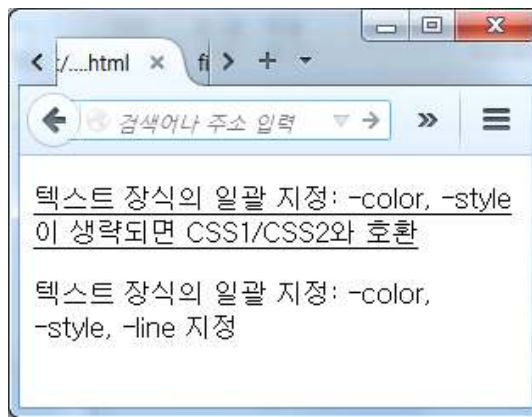 :/....html
fi
검색어나 주소 입력
텍스트 장식의 일괄 지정: -color, -style
이 생략되면 CSS1/CSS2와 호환
텍스트 장식의 일괄 지정: -color,
-style, -line 지정